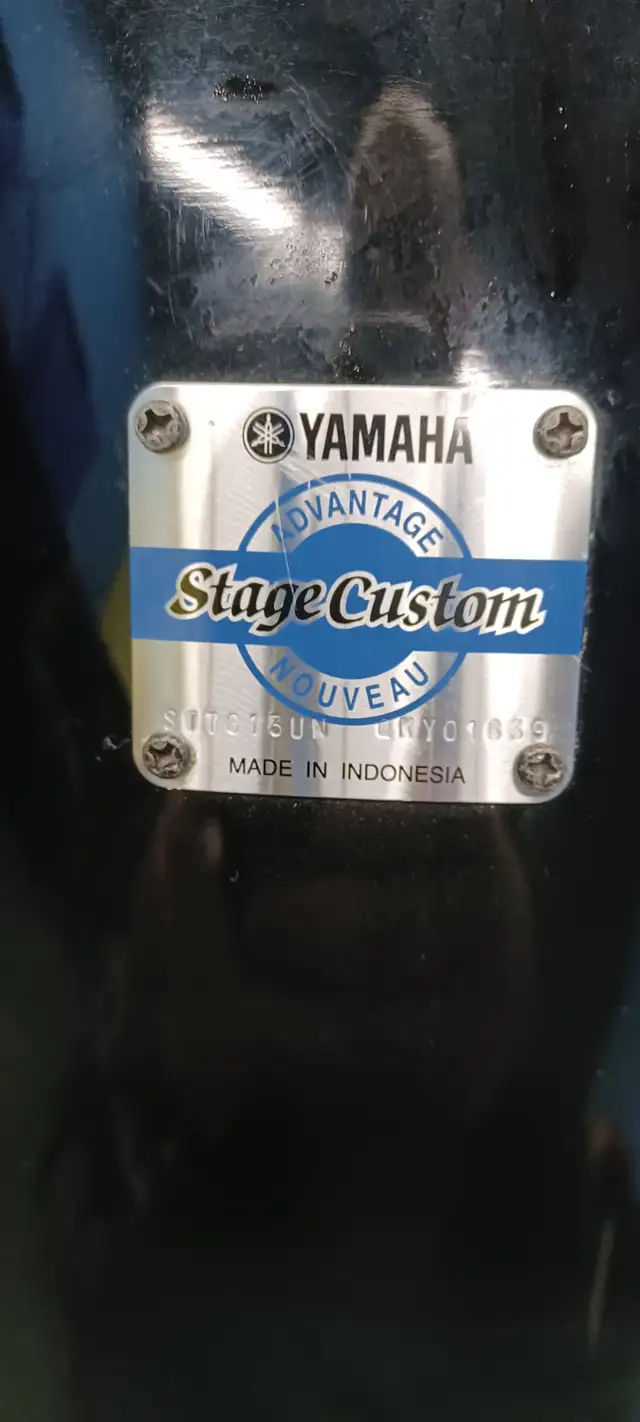 YAMAHA
ADVANTAGE
Stage Custom
NOUVEAU
MADE IN INDONESIA